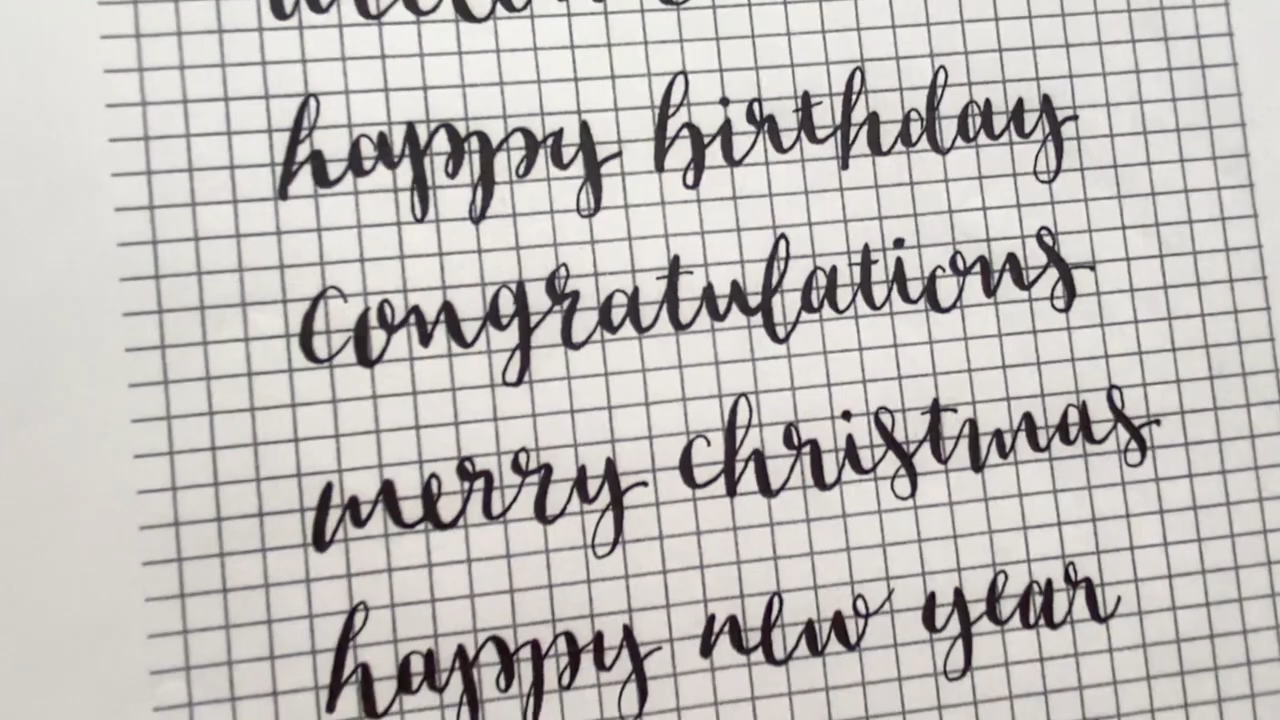 happy birthday
congratulations
merry christmas
happy new year